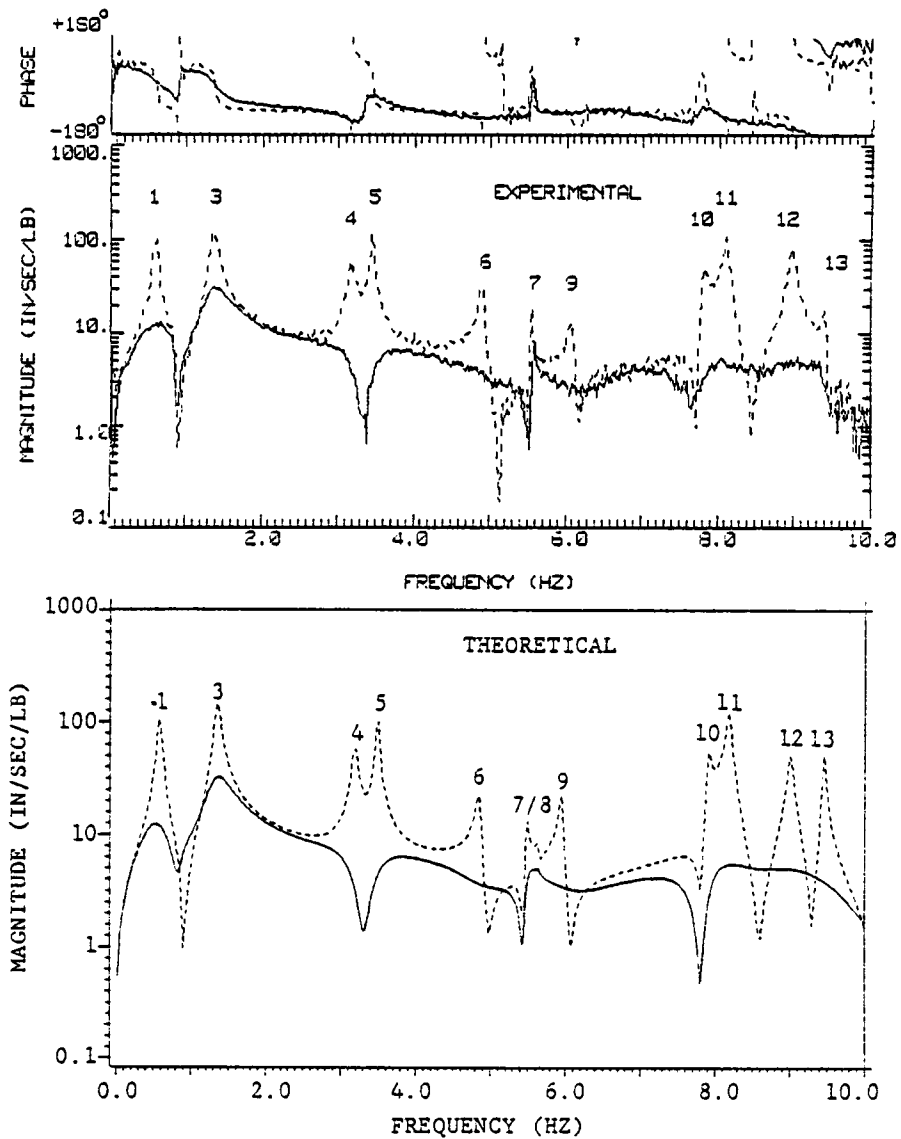 +180°
PHASE
-180°
1000.
EXPERIMENTAL
1 3 4 5 6 7 9 10 11 12 13
100.
10.
1.0
0.1
MAGNITUDE (IN/SEC/LB)
2.0 4.0 6.0 8.0 10.0
FREQUENCY (HZ)
1000
THEORETICAL
1 3 4 5 6 7/8 9 10 11 12 13
100
10
1
0.1
MAGNITUDE (IN/SEC/LB)
0.0 2.0 4.0 6.0 8.0 10.0
FREQUENCY (HZ)